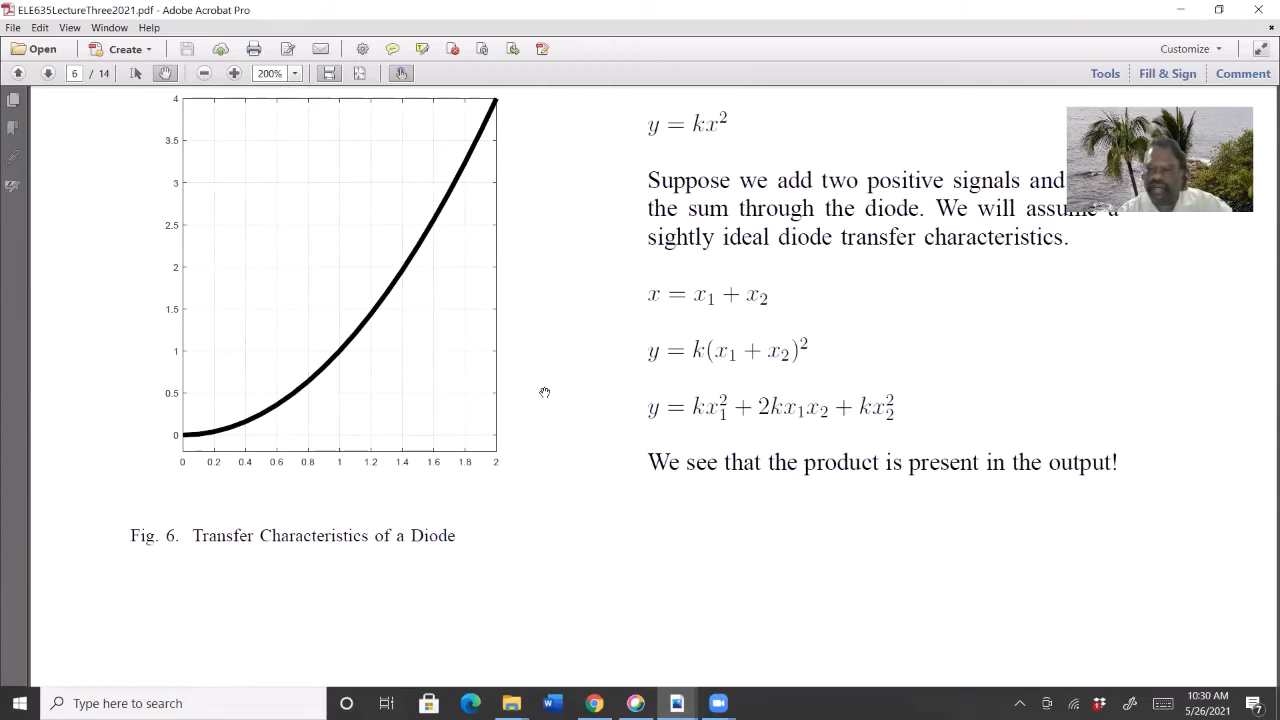 ELE635LectureThree2021.pdf - Adobe Acrobat Pro
File Edit View Window Help
Open Create Customize
6 / 14 200% Tools Fill & Sign Comment
4
3.5
3
2.5
2
1.5
1
0.5
0
0 0.2 0.4 0.6 0.8 1 1.2 1.4 1.6 1.8 2
Fig. 6. Transfer Characteristics of a Diode
y = kx²
Suppose we add two positive signals and
the sum through the diode. We will assume a
sightly ideal diode transfer characteristics.
x = x₁ + x₂
y = k(x₁ + x₂)²
y = kx₁² + 2kx₁x₂ + kx₂²
We see that the product is present in the output!
Type here to search
10:30 AM
5/26/2021
7